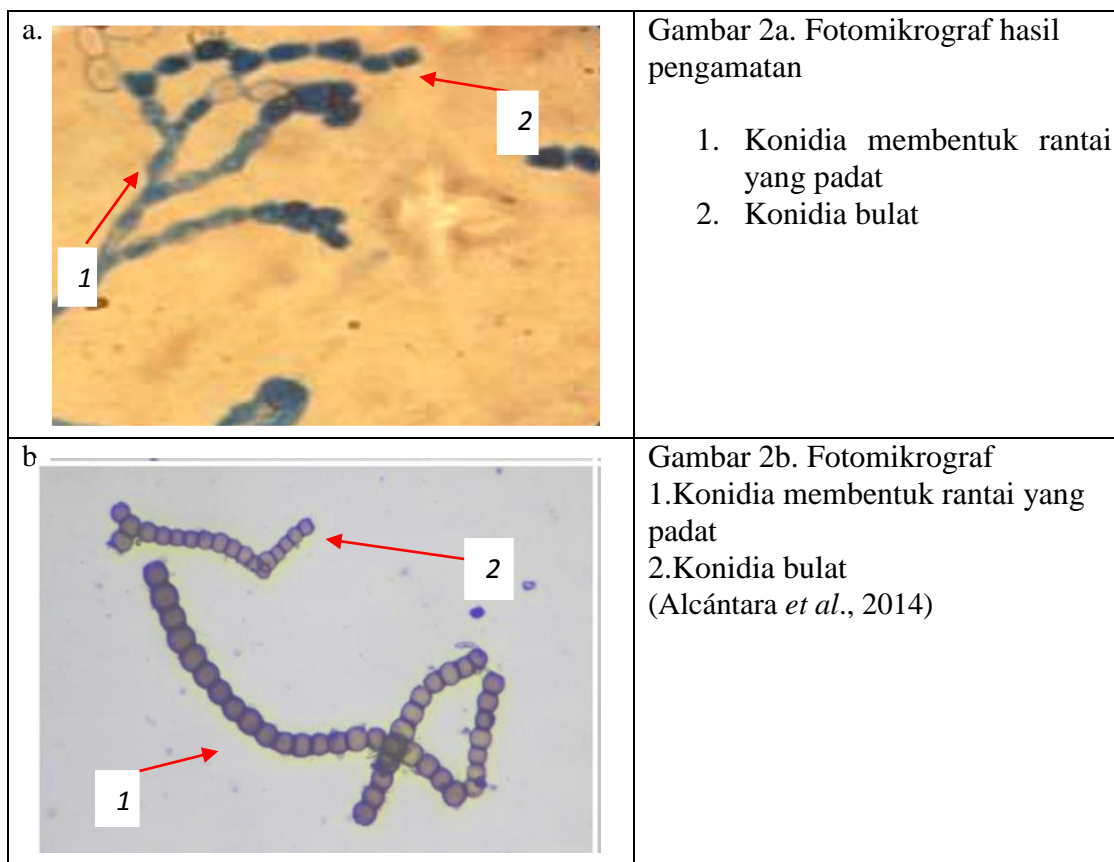 a.
1
2
Gambar 2a. Fotomikrograf hasil
pengamatan
1. Konidia membentuk rantai
yang padat
2. Konidia bulat
b.
2
1
Gambar 2b. Fotomikrograf
1.Konidia membentuk rantai yang
padat
2.Konidia bulat
(Alcántara et al., 2014)